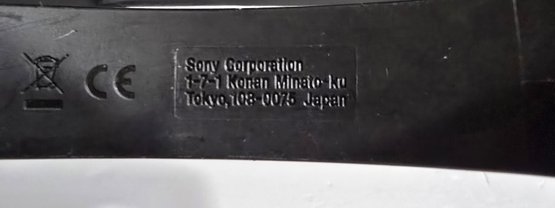 CE
Sony Corporation
1-7-1 Konan Minato-ku
Tokyo,108-0075 Japan